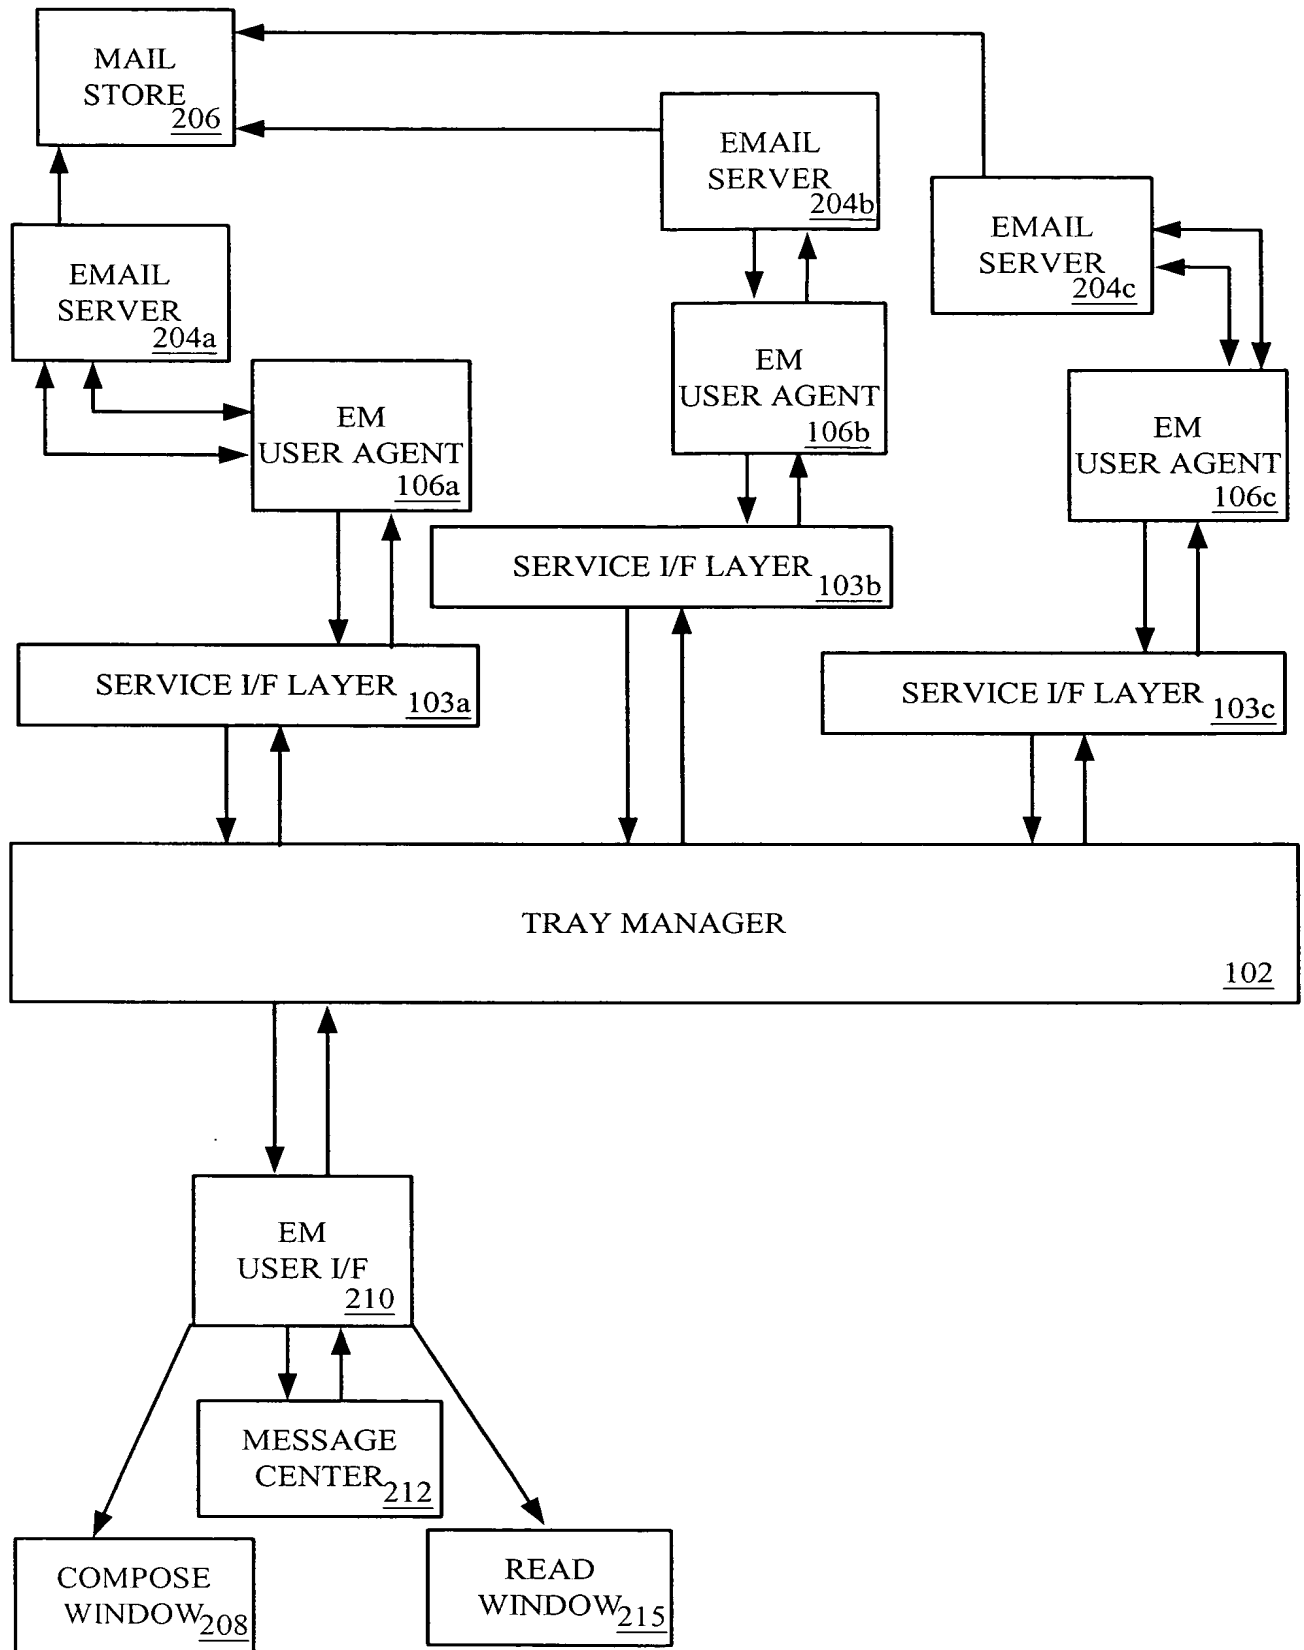 MAIL
STORE
206
EMAIL
SERVER
204b
EMAIL
SERVER
204c
EMAIL
SERVER
204a
EM
USER AGENT
106a
EM
USER AGENT
106b
EM
USER AGENT
106c
SERVICE I/F LAYER
103b
SERVICE I/F LAYER
103a
SERVICE I/F LAYER
103c
TRAY MANAGER
102
EM
USER I/F
210
MESSAGE
CENTER
212
COMPOSE
WINDOW
208
READ
WINDOW
215